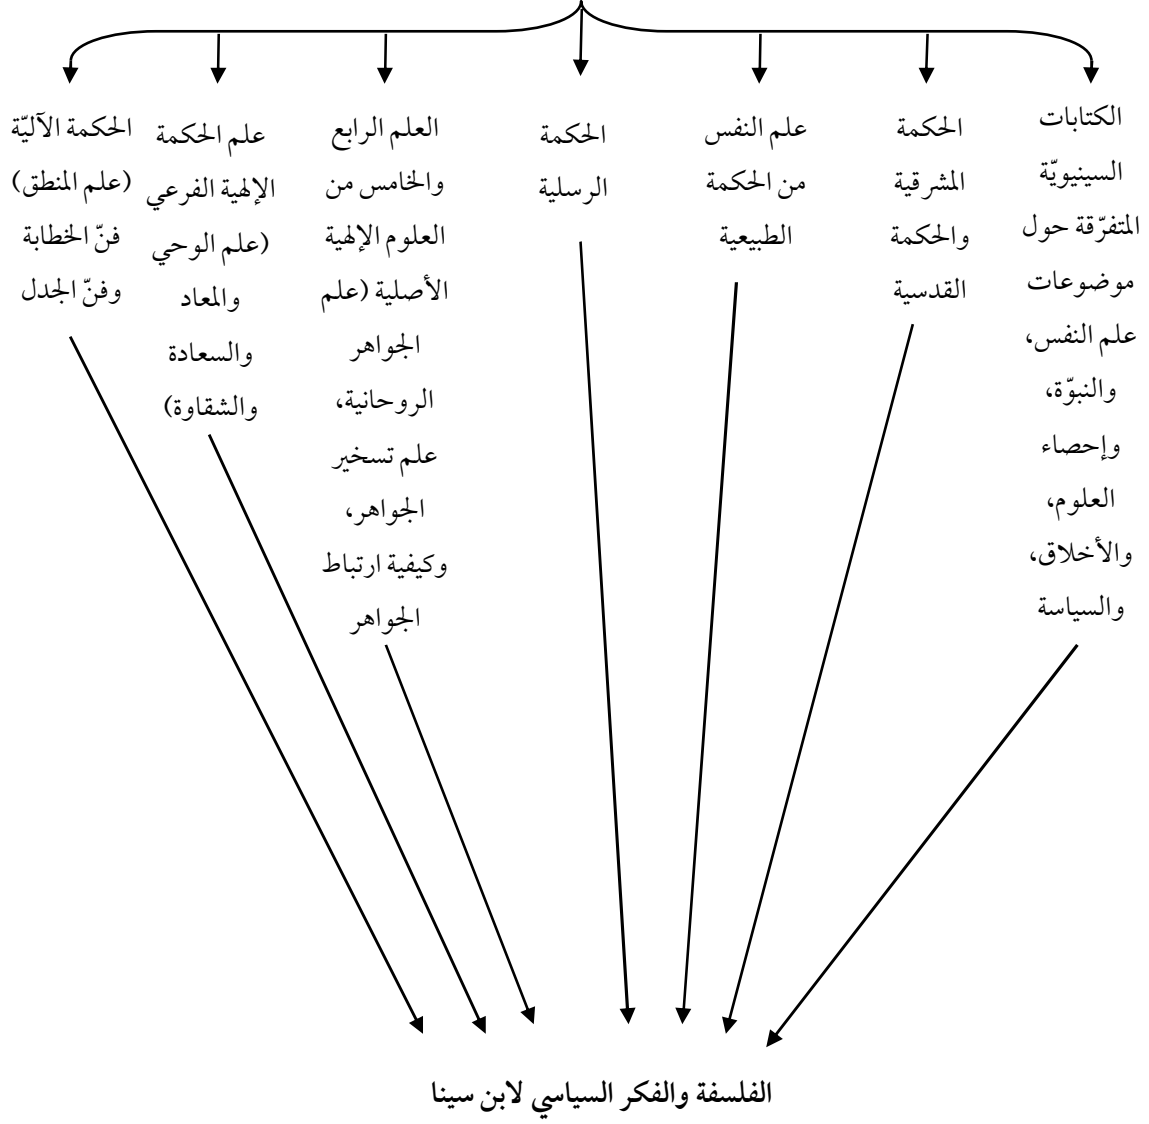 الكتابات
السينيويّة
المتفرّقة حول
موضوعات
علم النفس،
والنبوّة،
وإحصاء
العلوم،
والأخلاق،
والسياسة
الحكمة
المشرقية
والحكمة
القدسية
علم النفس
من الحكمة
الطبيعية
الحكمة
الرسلية
العلم الرابع
والخامس من
العلوم الإلهية
الأصلية (علم
الجواهر
الروحانية،
علم تسخير
الجواهر،
وكيفية ارتباط
الجواهر
علم الحكمة
الإلهية الفرعي
(علم الوحي
والمعاد
والسعادة
والشقاوة)
الحكمة الآليّة
(علم المنطق)
فنّ الخطابة
وفنّ الجدل
الفلسفة والفكر السياسي لابن سينا